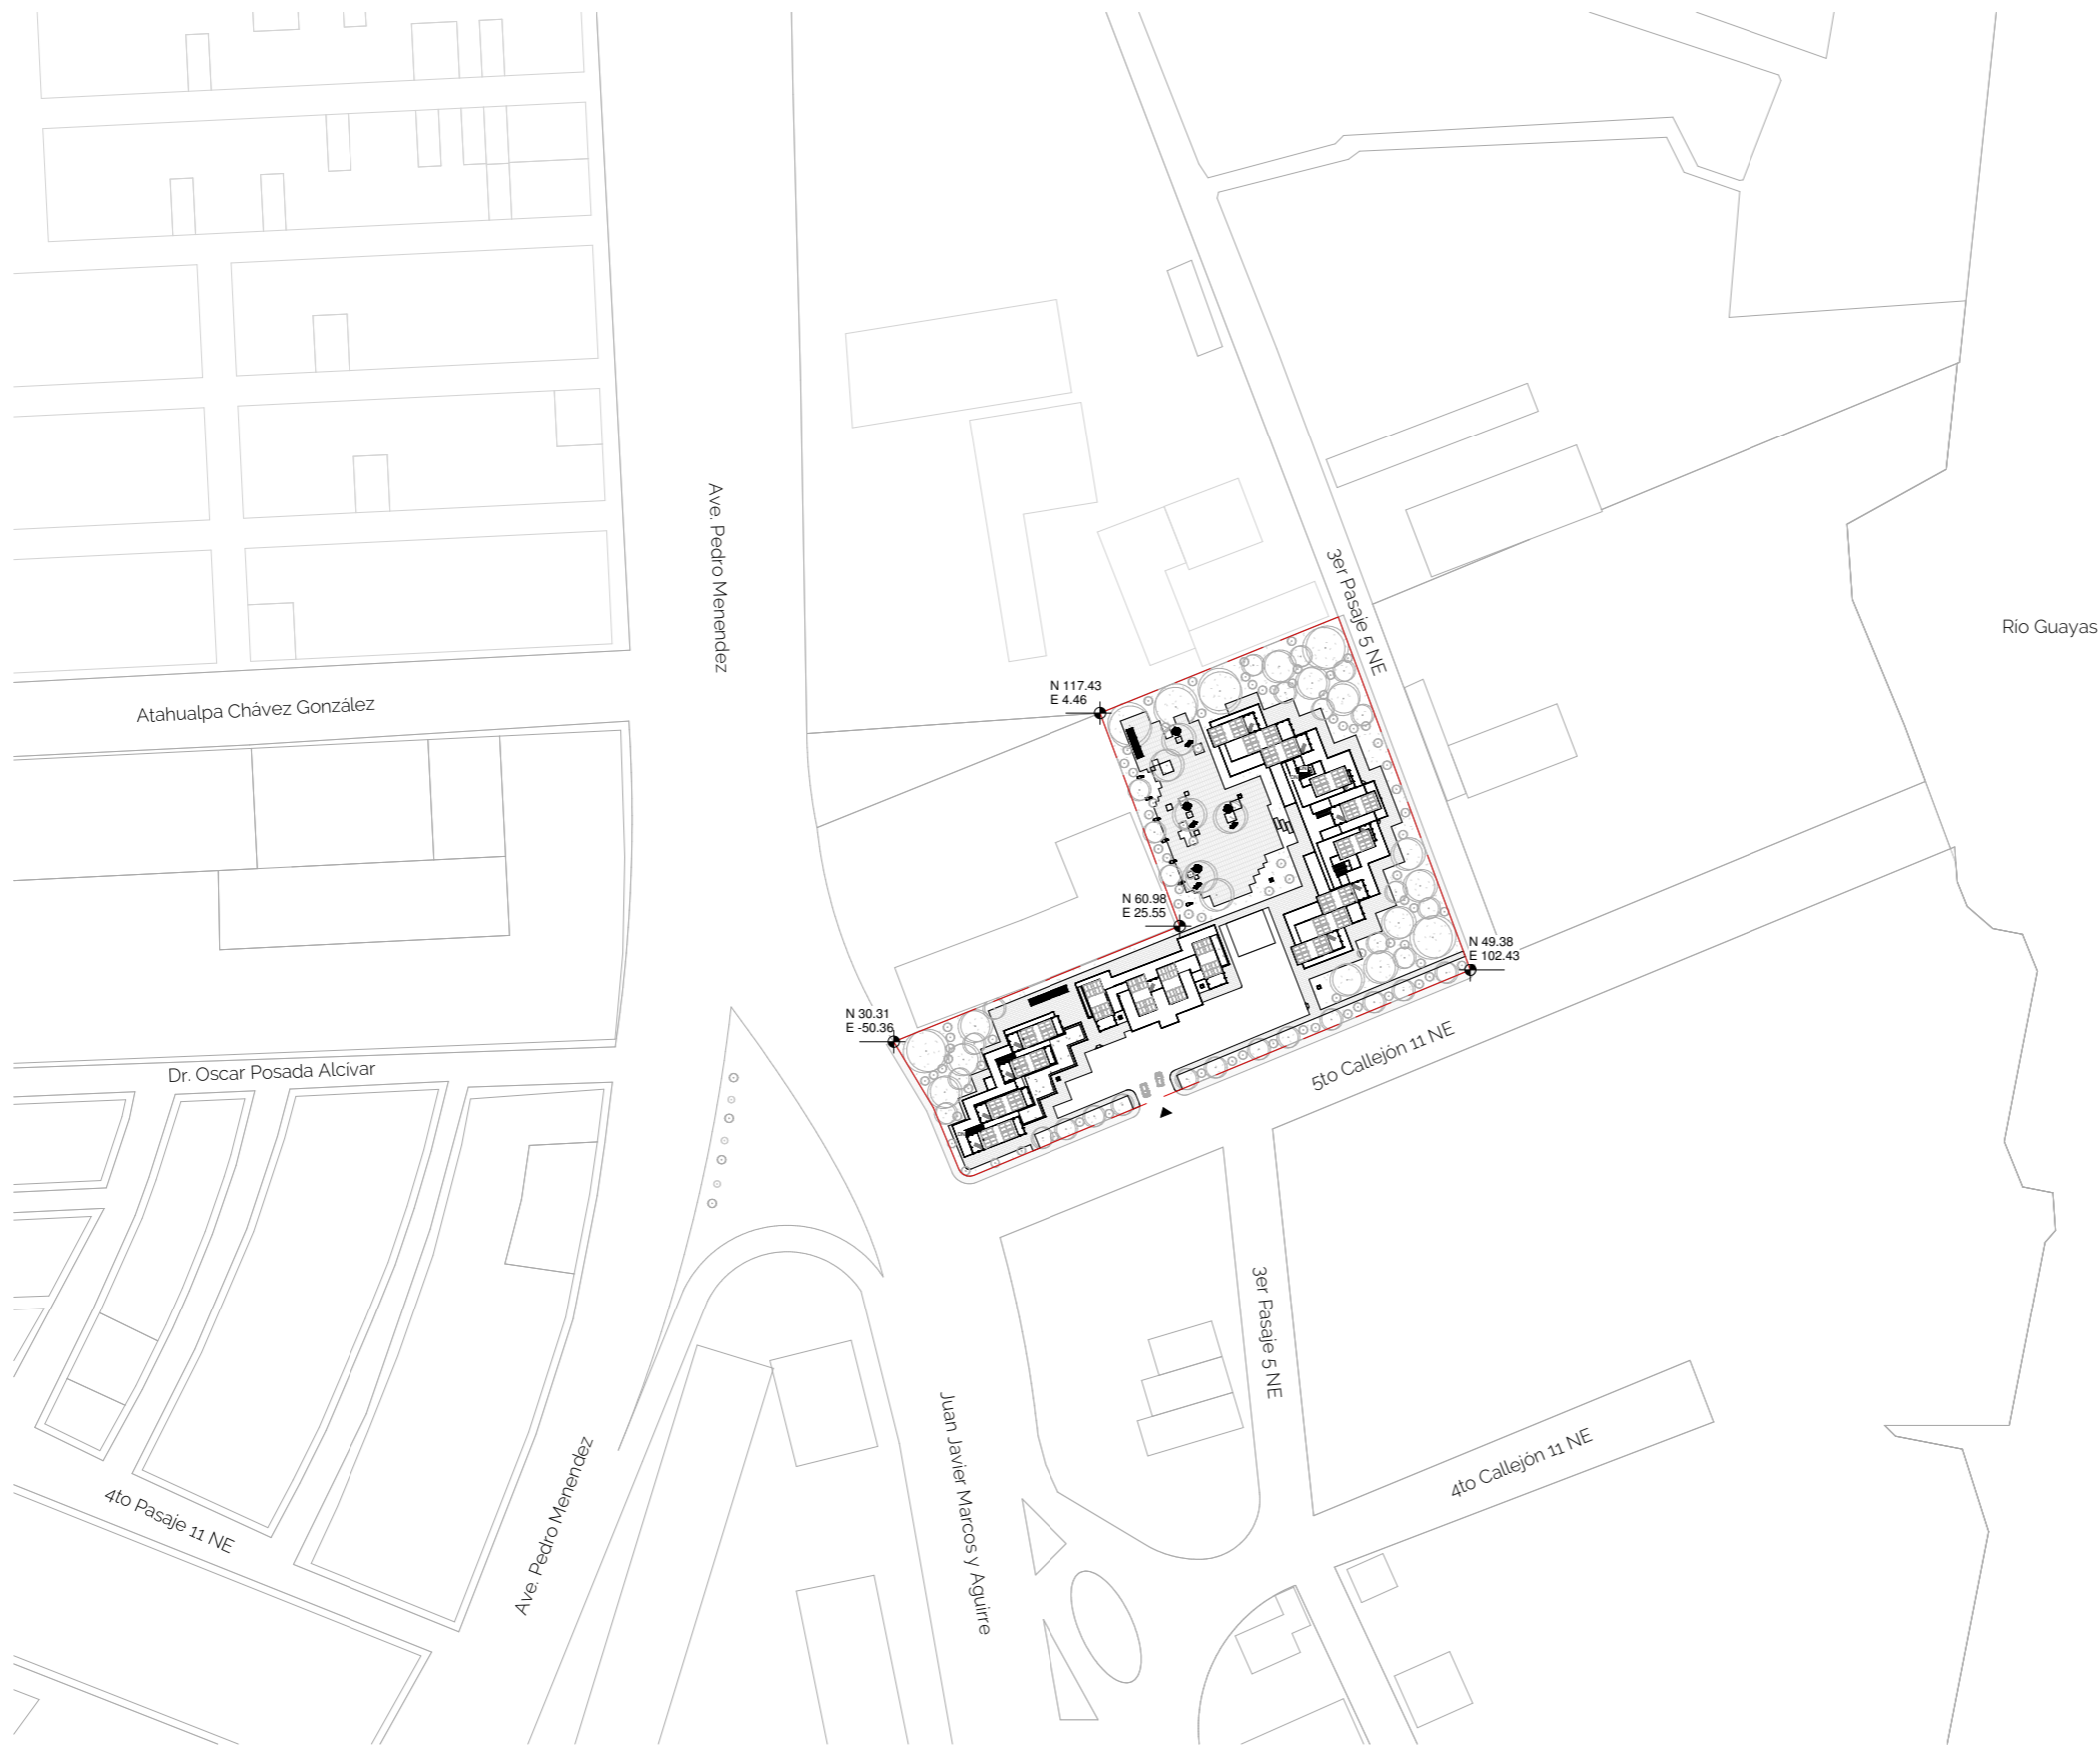 Ave. Pedro Menendez
3er Pasaje 5 NE
Río Guayas
N 117.43
E 4.46
Atahualpa Chávez González
N 60.98
E 25.55
N 49.38
E 102.43
N 30.31
E -50.36
Dr. Oscar Posada Alcívar
5to Callejón 11 NE
3er Pasaje 5 NE
Juan Javier Marcos y Aguirre
4to Callejón 11 NE
4to Pasaje 11 NE
Ave. Pedro Menendez